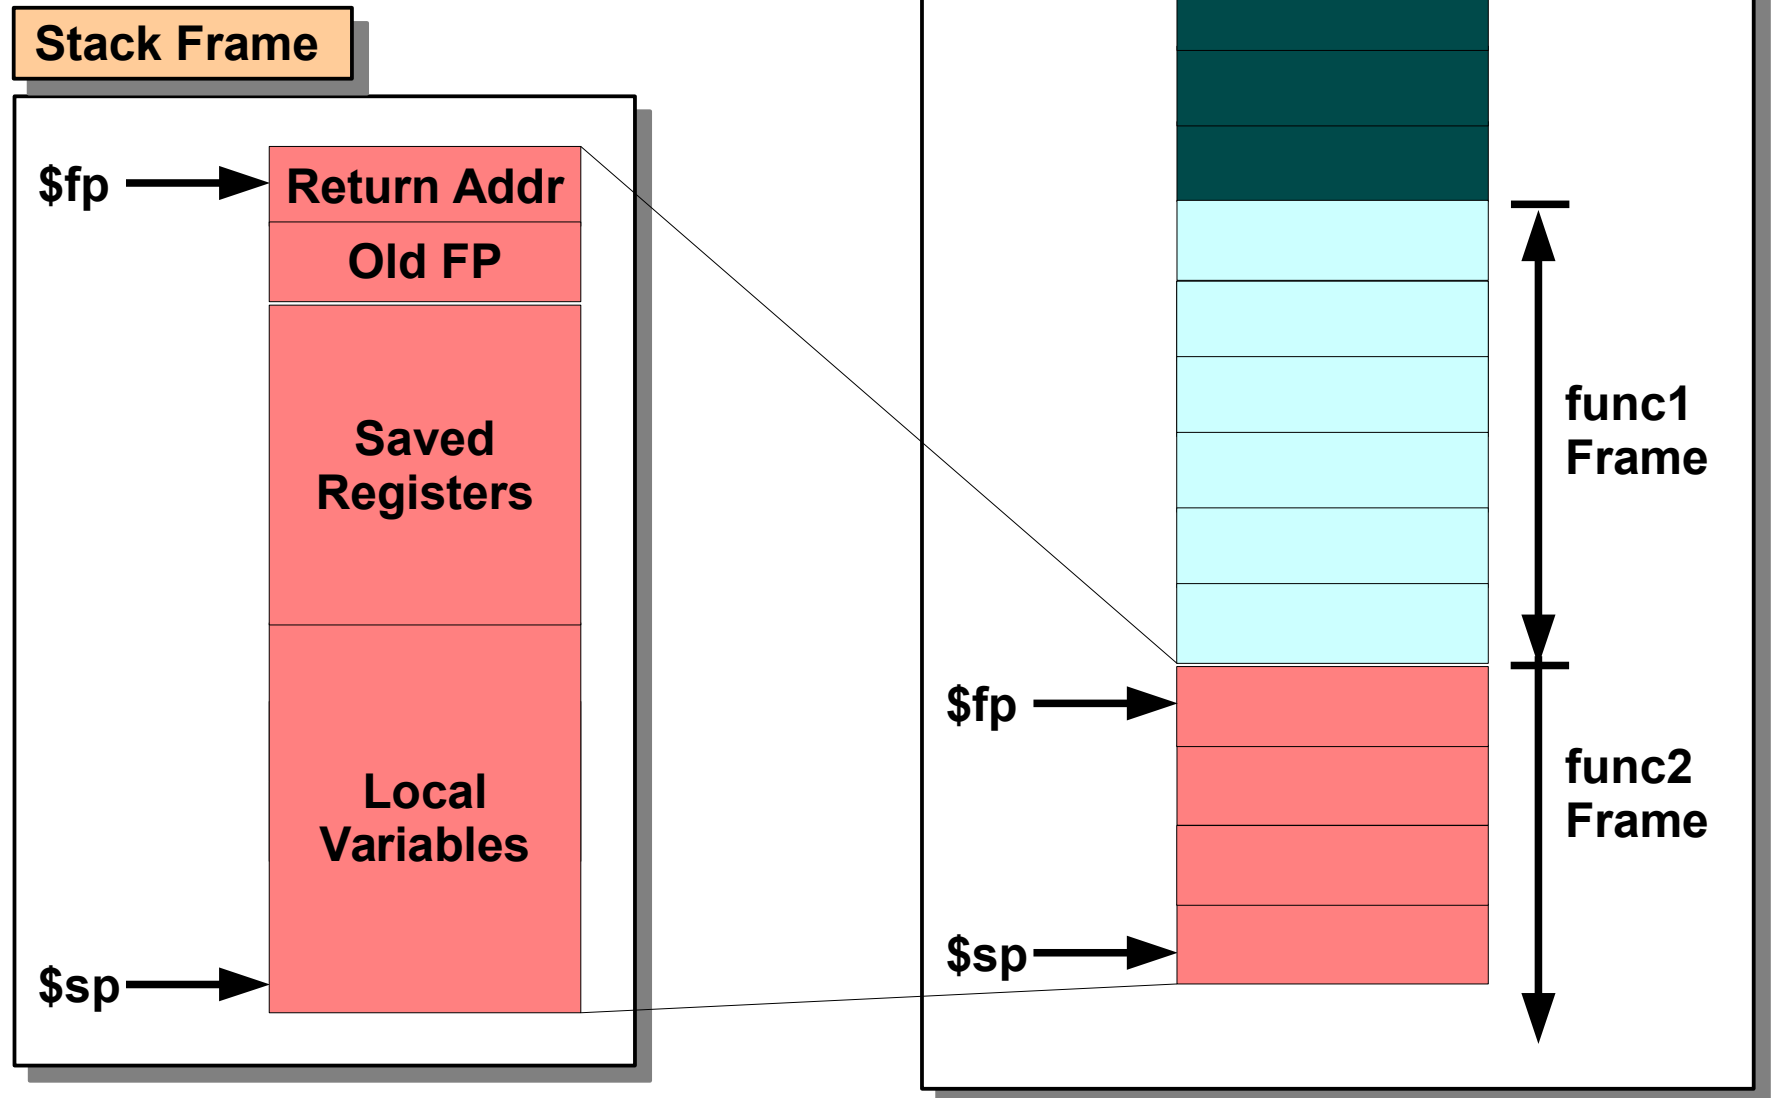 Stack Frame
$fp
Return Addr
Old FP
Saved
Registers
Local
Variables
$sp
func1
Frame
$fp
func2
Frame
$sp